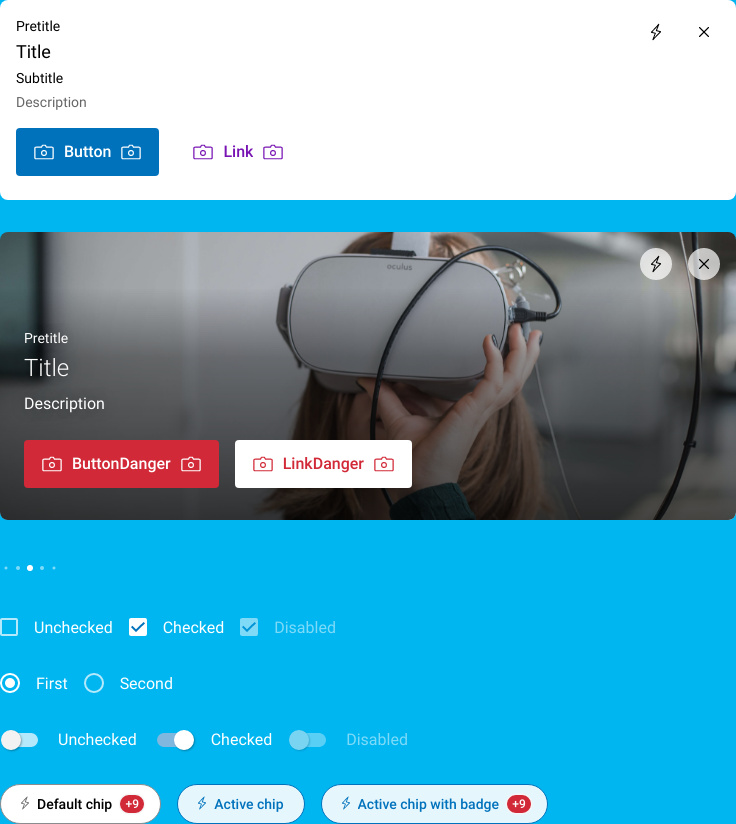 Pretitle
Title
Subtitle
Description
Button Link
oculus
Pretitle
Title
Description
ButtonDanger LinkDanger
Unchecked Checked Disabled
First Second
Unchecked Checked Disabled
Default chip +9 Active chip Active chip with badge +9